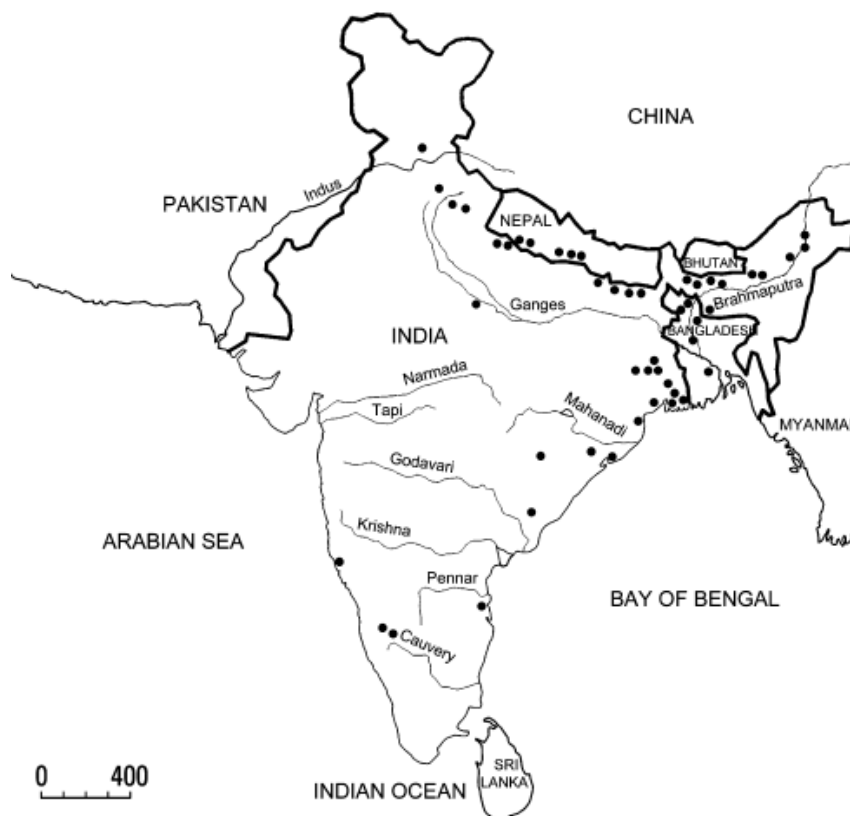 CHINA
PAKISTAN
Indus
NEPAL
BHUTAN
Brahmaputra
Ganges
BANGLADESH
INDIA
Narmada
Tapi
Mahanadi
MYANMAR
Godavari
Krishna
ARABIAN SEA
Pennar
BAY OF BENGAL
Cauvery
SRI
LANKA
0 400
INDIAN OCEAN